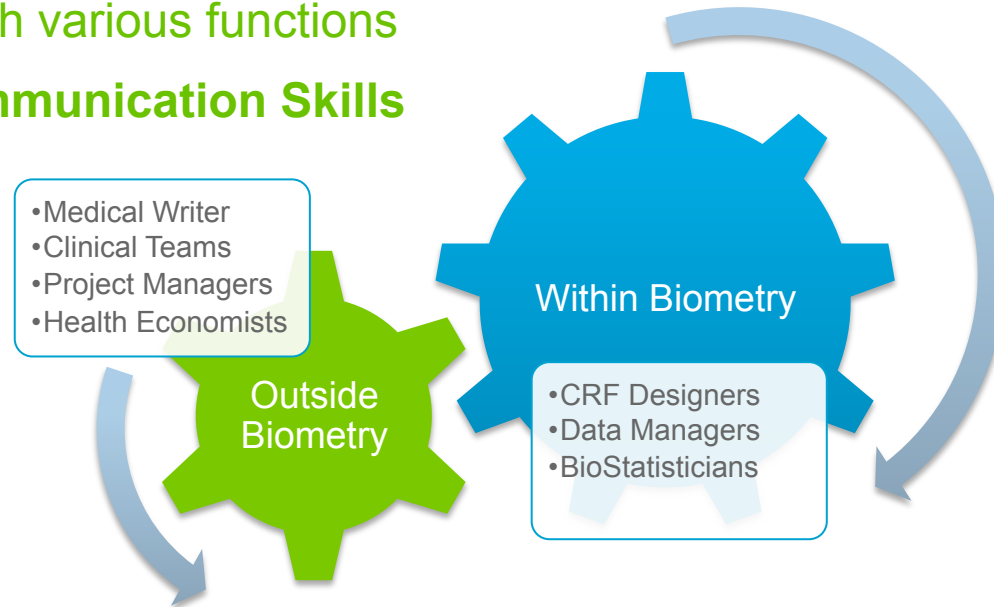 various functions
Skills
•Medical Writer
•Clinical Teams
•Project Managers
•Health Economists
Outside
Biometry
Within Biometry
•CRF Designers
•Data Managers
•BioStatisticians